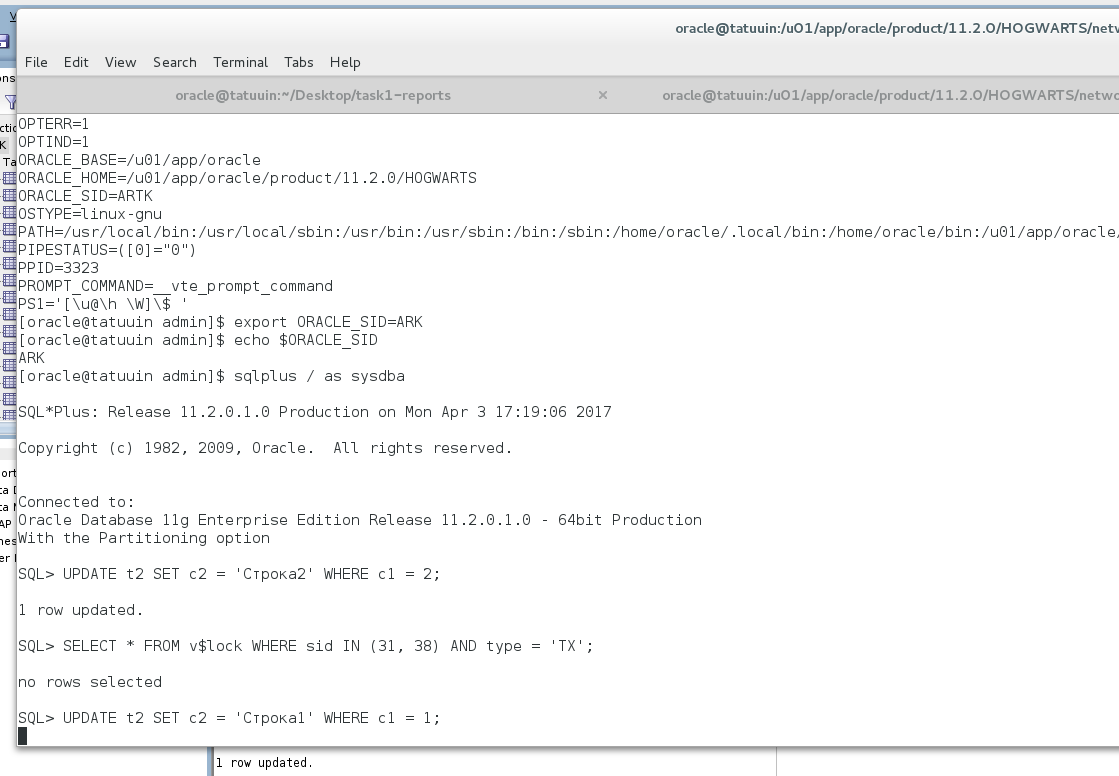 oracle@tatuuin:/u01/app/oracle/product/11.2.0/HOGWARTS/netw
File Edit View Search Terminal Tabs Help
oracle@tatuuin:~/Desktop/task1-reports × oracle@tatuuin:/u01/app/oracle/product/11.2.0/HOGWARTS/netwo
OPTERR=1
OPTIND=1
ORACLE_BASE=/u01/app/oracle
ORACLE_HOME=/u01/app/oracle/product/11.2.0/HOGWARTS
ORACLE_SID=ARTK
OSTYPE=linux-gnu
PATH=/usr/local/bin:/usr/local/sbin:/usr/bin:/usr/sbin:/bin:/sbin:/home/oracle/.local/bin:/home/oracle/bin:/u01/app/oracle/
PIPESTATUS=([0]="0")
PPID=3323
PROMPT_COMMAND=__vte_prompt_command
PS1='[\u@\h \W]\$ '
[oracle@tatuuin admin]$ export ORACLE_SID=ARK
[oracle@tatuuin admin]$ echo $ORACLE_SID
ARK
[oracle@tatuuin admin]$ sqlplus / as sysdba
SQL*Plus: Release 11.2.0.1.0 Production on Mon Apr 3 17:19:06 2017
Copyright (c) 1982, 2009, Oracle.  All rights reserved.
Connected to:
Oracle Database 11g Enterprise Edition Release 11.2.0.1.0 - 64bit Production
With the Partitioning option
SQL> UPDATE t2 SET c2 = 'Строка2' WHERE c1 = 2;
1 row updated.
SQL> SELECT * FROM v$lock WHERE sid IN (31, 38) AND type = 'TX';
no rows selected
SQL> UPDATE t2 SET c2 = 'Строка1' WHERE c1 = 1;
1 row updated.